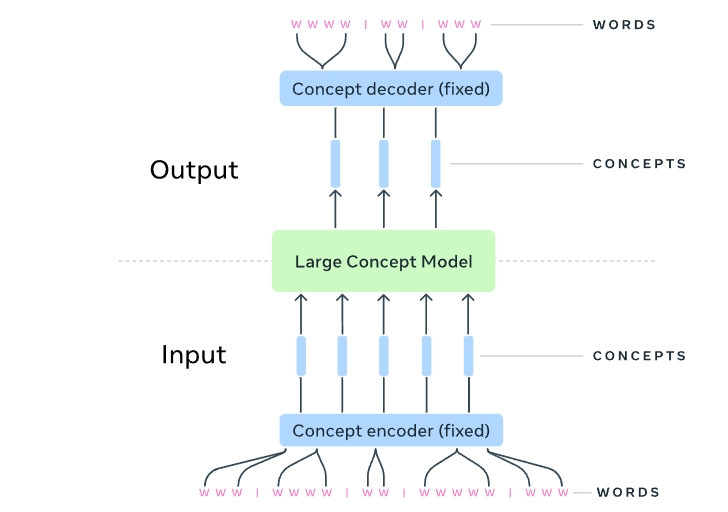 W W W W | W W | W W W WORDS
Concept decoder (fixed)
Output
CONCEPTS
Large Concept Model
Input
CONCEPTS
Concept encoder (fixed)
W W W | W W W W | W W | W W W W W | W W W WORDS